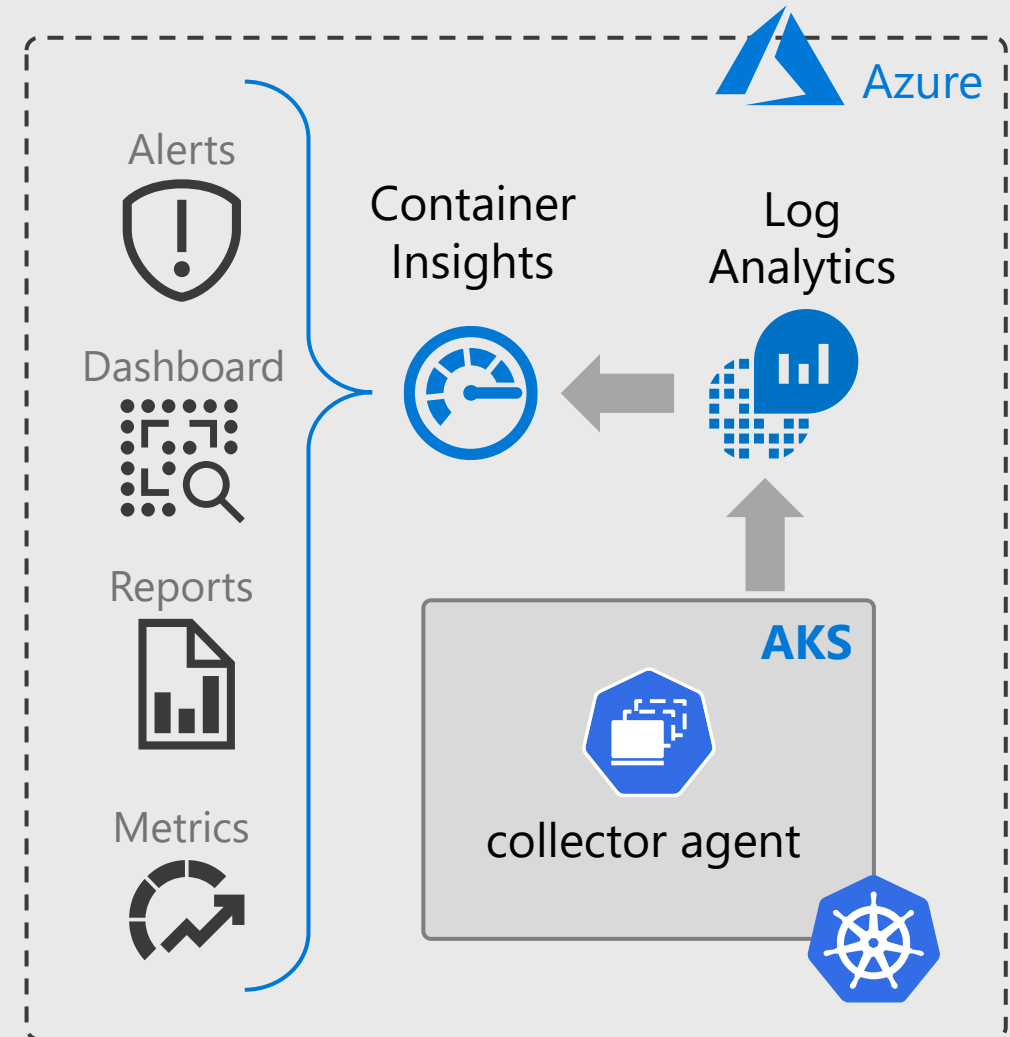 Azure
Alerts
Container
Insights
Log
Analytics
Dashboard
Reports
AKS
Metrics
collector agent